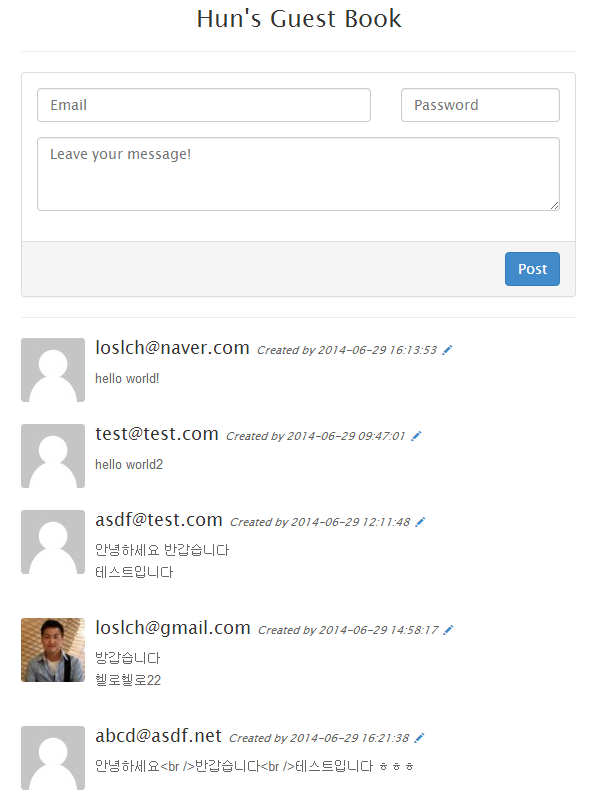 Hun's Guest Book
Email
Password
Leave your message!
Post
loslch@naver.com Created by 2014-06-29 16:13:53
hello world!
test@test.com Created by 2014-06-29 09:47:01
hello world2
asdf@test.com Created by 2014-06-29 12:11:48
안녕하세요 반갑습니다
테스트입니다
loslch@gmail.com Created by 2014-06-29 14:58:17
방갑습니다
헬로헬로22
abcd@asdf.net Created by 2014-06-29 16:21:38
안녕하세요<br />반갑습니다<br />테스트입니다 ㅎㅎㅎ